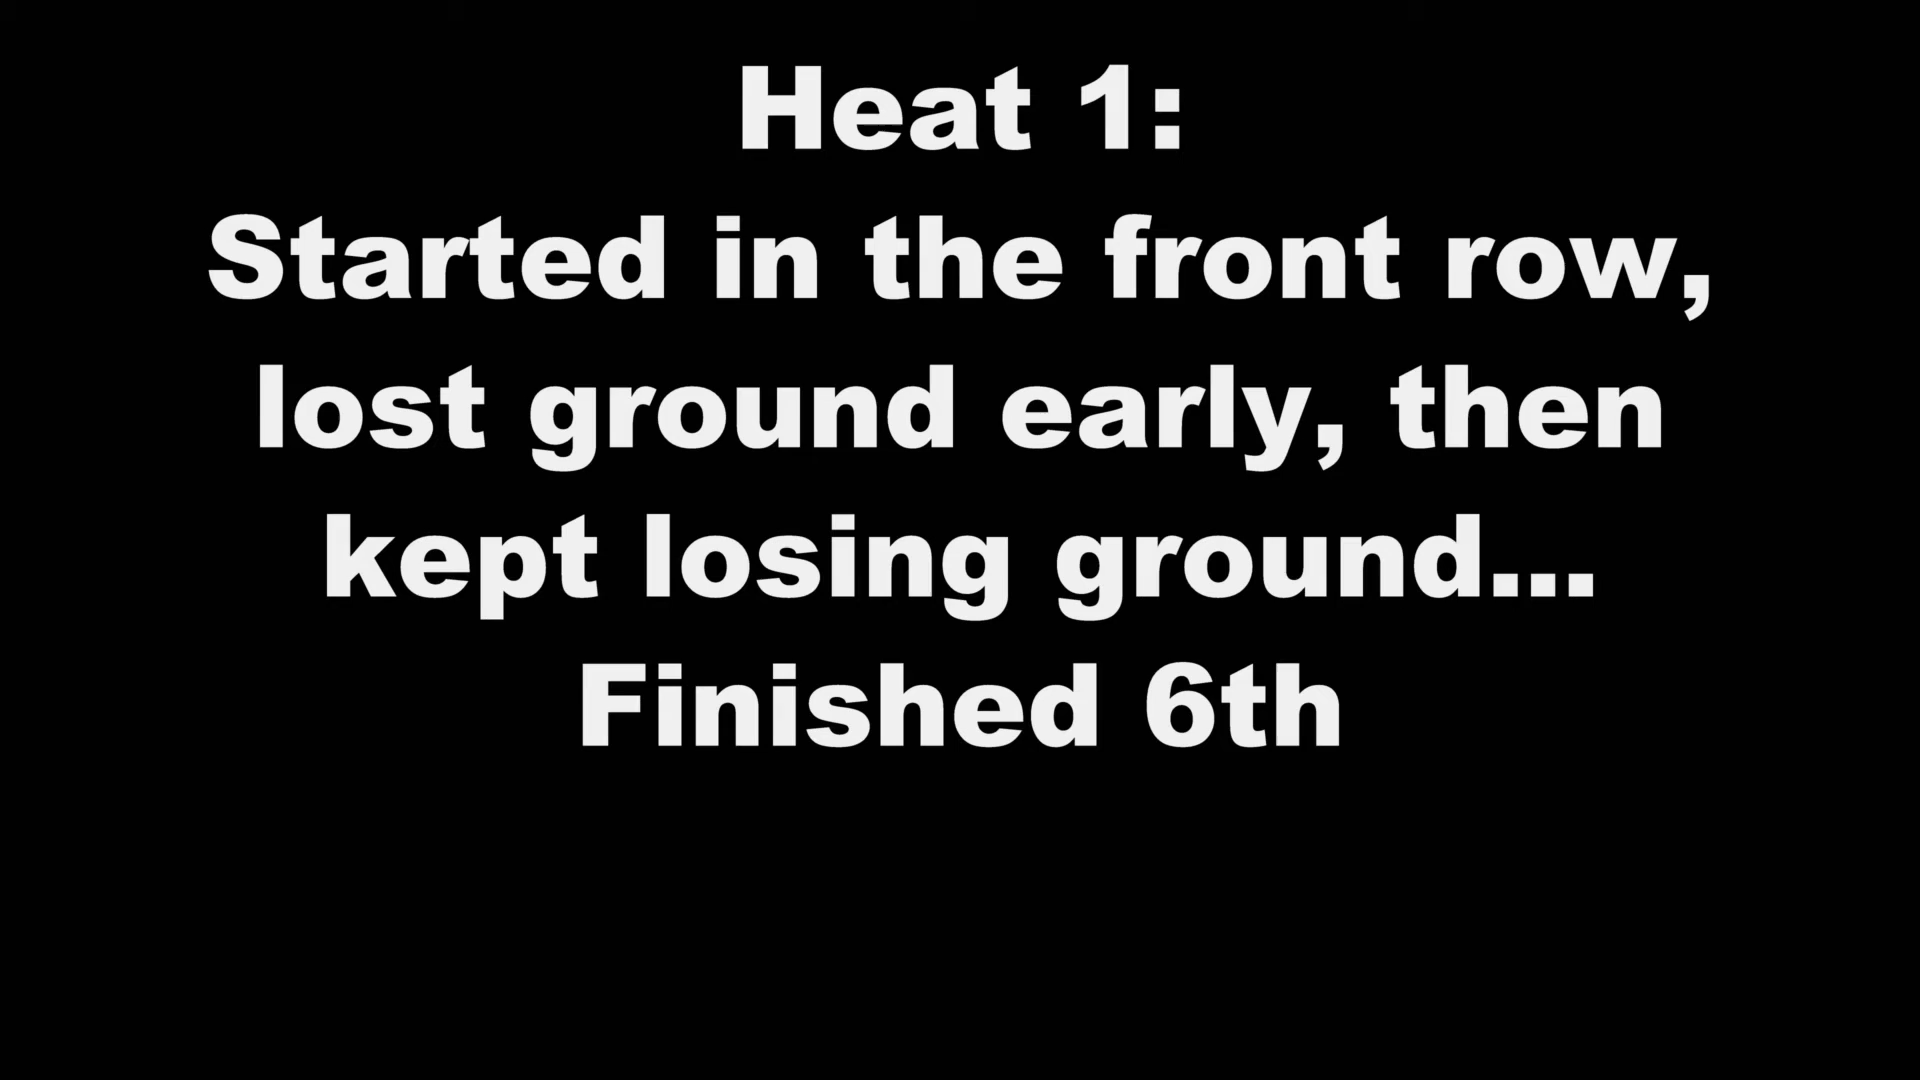 Heat 1:
Started in the front row,
lost ground early, then
kept losing ground...
Finished 6th